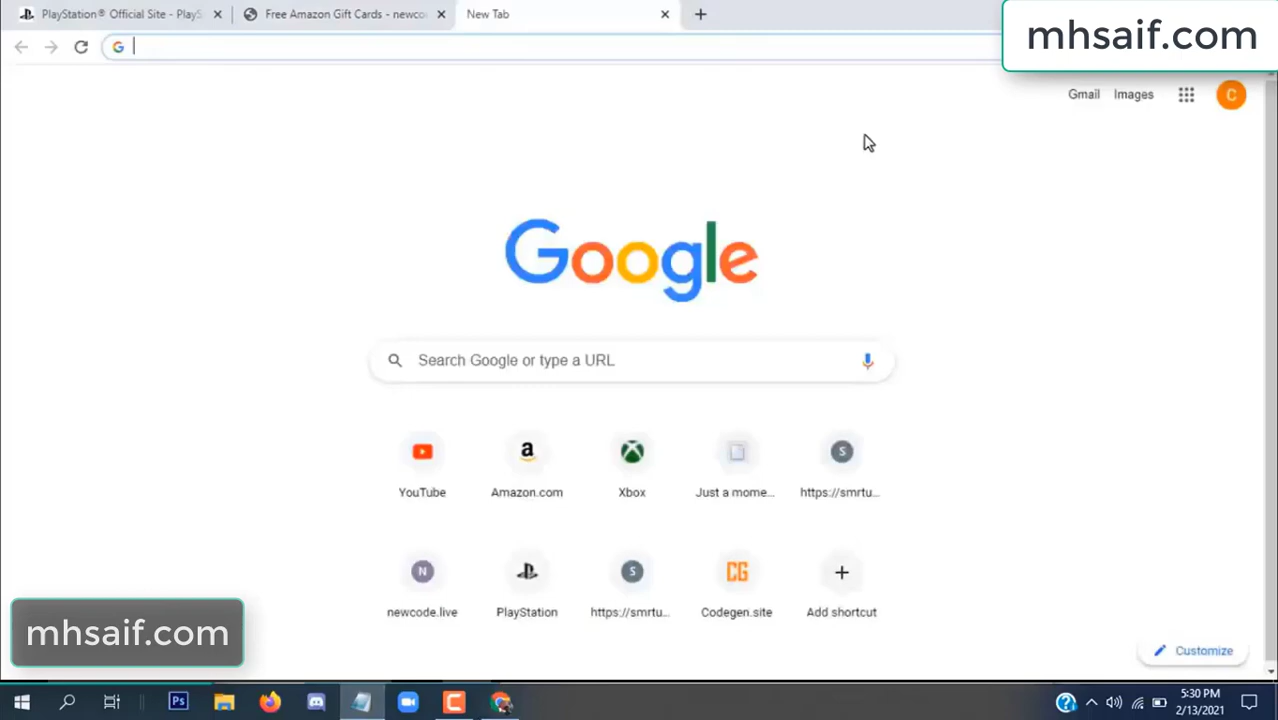 PlayStation® Official Site - PlayS
Free Amazon Gift Cards - newco
New Tab
mhsaif.com
Gmail Images C
Google
Search Google or type a URL
YouTube Amazon.com Xbox Just a mome... https://smrtu...
newcode.live PlayStation https://smrtu... Codegen.site Add shortcut
mhsaif.com
Customize
5:30 PM
2/13/2021